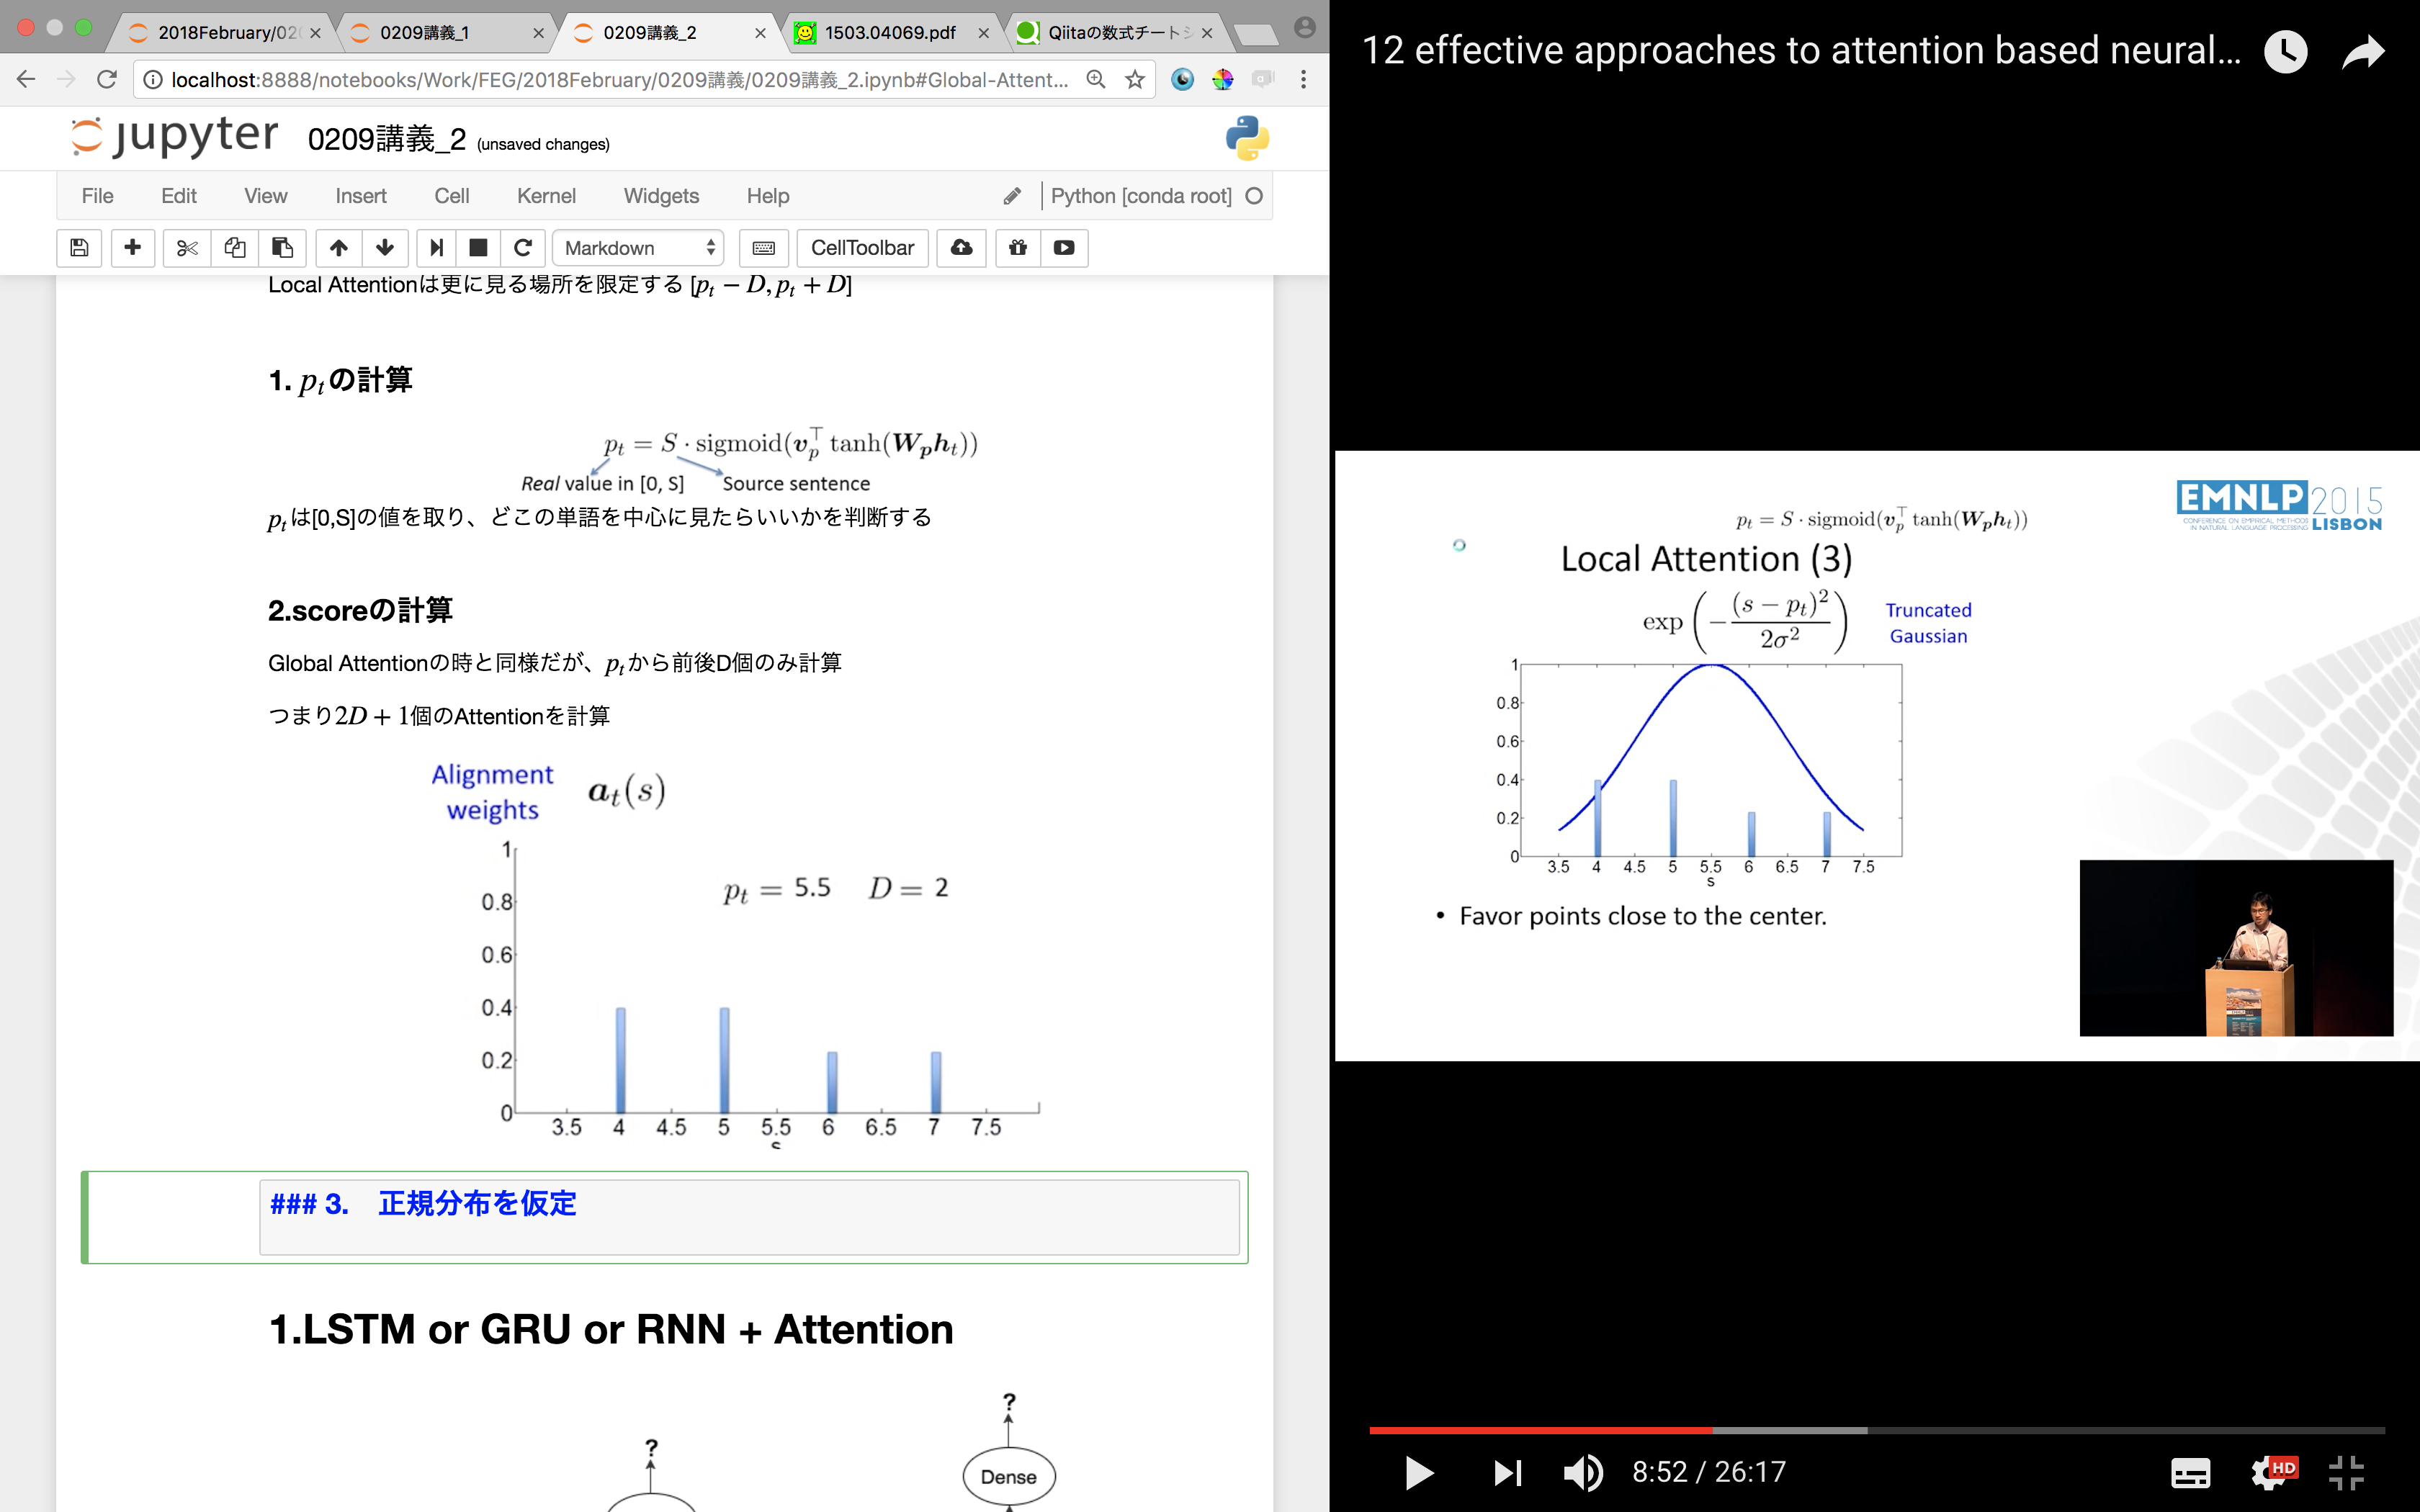 2018February/02
0209講義_1
0209講義_2
1503.04069.pdf
Qiitaの数式チートシ
localhost:8888/notebooks/Work/FEG/2018February/0209講義/0209講義_2.ipynb#Global-Attent...
jupyter 0209講義_2 (unsaved changes)
File Edit View Insert Cell Kernel Widgets Help Python [conda root]
Markdown CellToolbar
Local Attentionは更に見る場所を限定する [p_t − D, p_t + D]
1. p_tの計算
p_t = S · sigmoid(v_p^⊤ tanh(W_p h_t))
Real value in [0, S] Source sentence
p_tは[0,S]の値を取り、どこの単語を中心に見たらいいかを判断する
2.scoreの計算
Global Attentionの時と同様だが、p_tから前後D個のみ計算
つまり2D + 1個のAttentionを計算
Alignment
weights
a_t(s)
p_t = 5.5 D = 2
1
0.8
0.6
0.4
0.2
0
3.5 4 4.5 5 5.5 6 6.5 7 7.5
s
### 3. 正規分布を仮定
1.LSTM or GRU or RNN + Attention
?
?
Dense
12 effective approaches to attention based neural...
EMNLP 2015
CONFERENCE ON EMPIRICAL METHODS
IN NATURAL LANGUAGE PROCESSING LISBON
p_t = S · sigmoid(v_p^⊤ tanh(W_p h_t))
Local Attention (3)
exp(−(s − p_t)^2 / 2σ^2)
Truncated
Gaussian
1
0.8
0.6
0.4
0.2
0
3.5 4 4.5 5 5.5 6 6.5 7 7.5
s
• Favor points close to the center.
8:52 / 26:17
HD